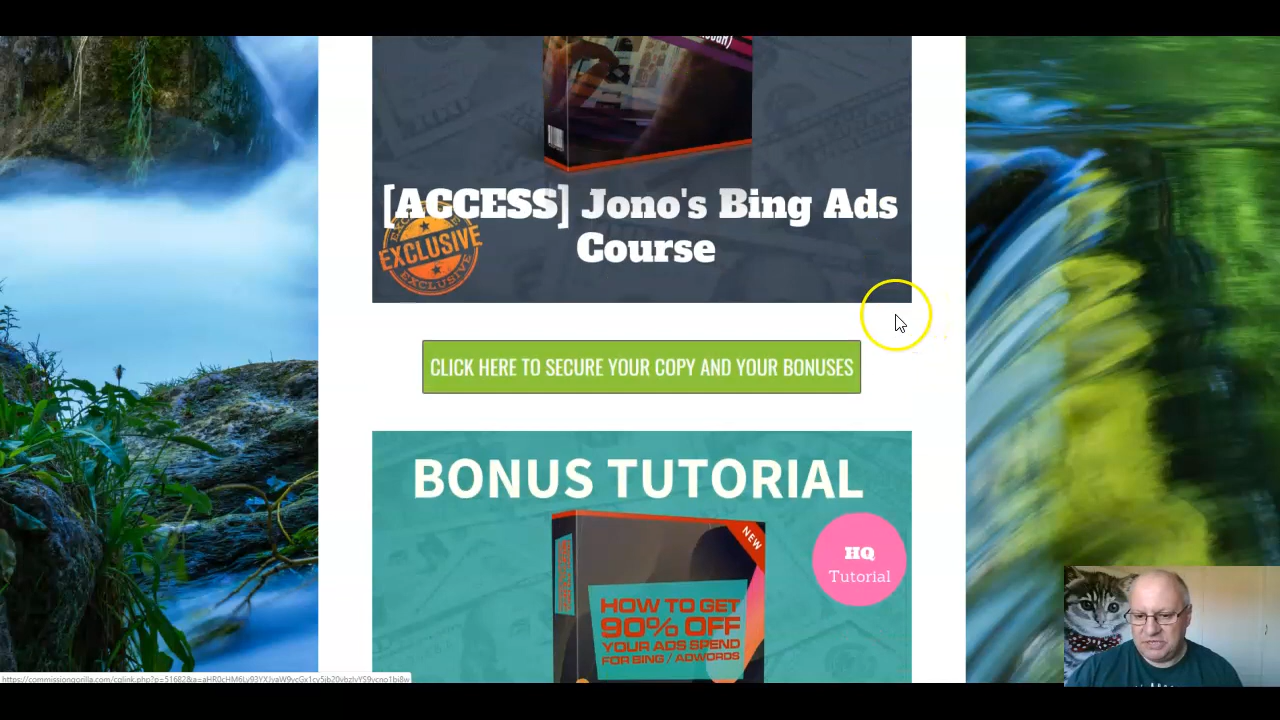 [ACCESS] Jono's Bing Ads
Course
EXCLUSIVE
EXCLUSIVE
CLICK HERE TO SECURE YOUR COPY AND YOUR BONUSES
BONUS TUTORIAL
NEW
HQ
Tutorial
HOW TO GET
90% OFF
YOUR ADS SPEND
FOR BING / ADWORDS